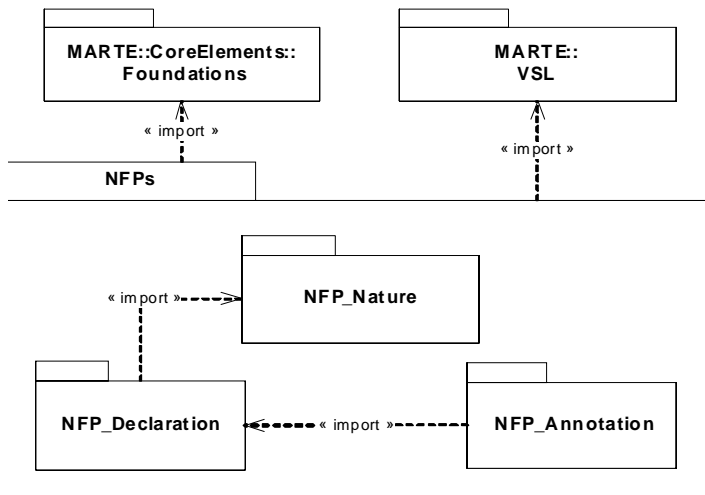 MARTE::CoreElements::
Foundations
MARTE::
VSL
« import »
« import »
NFPs
NFP_Nature
« import »
NFP_Declaration
« import »
NFP_Annotation